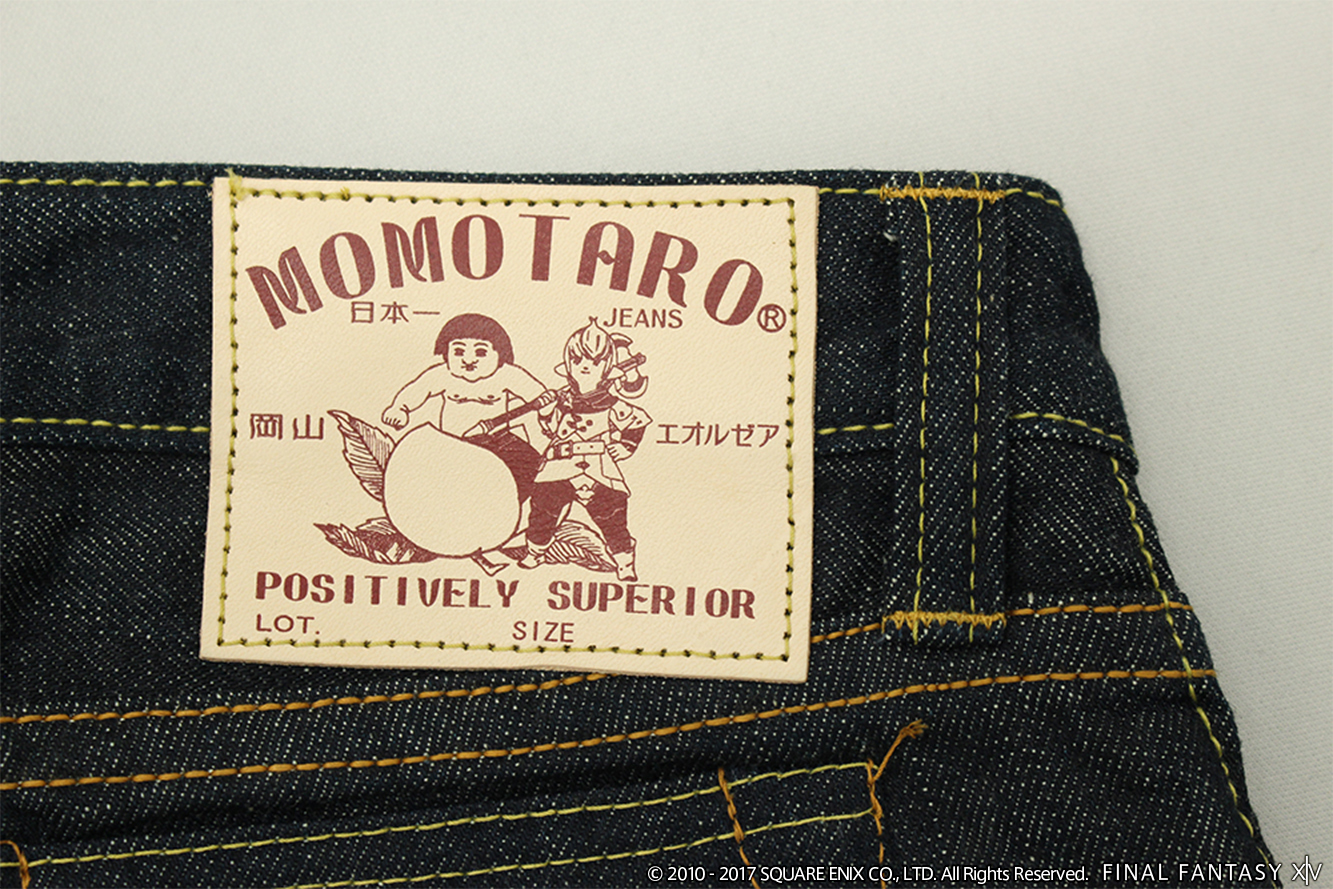 MOMOTARO®
日本一 JEANS
岡山 エオルゼア
POSITIVELY SUPERIOR
LOT. SIZE
© 2010 - 2017 SQUARE ENIX CO., LTD. All Rights Reserved. FINAL FANTASY XIV